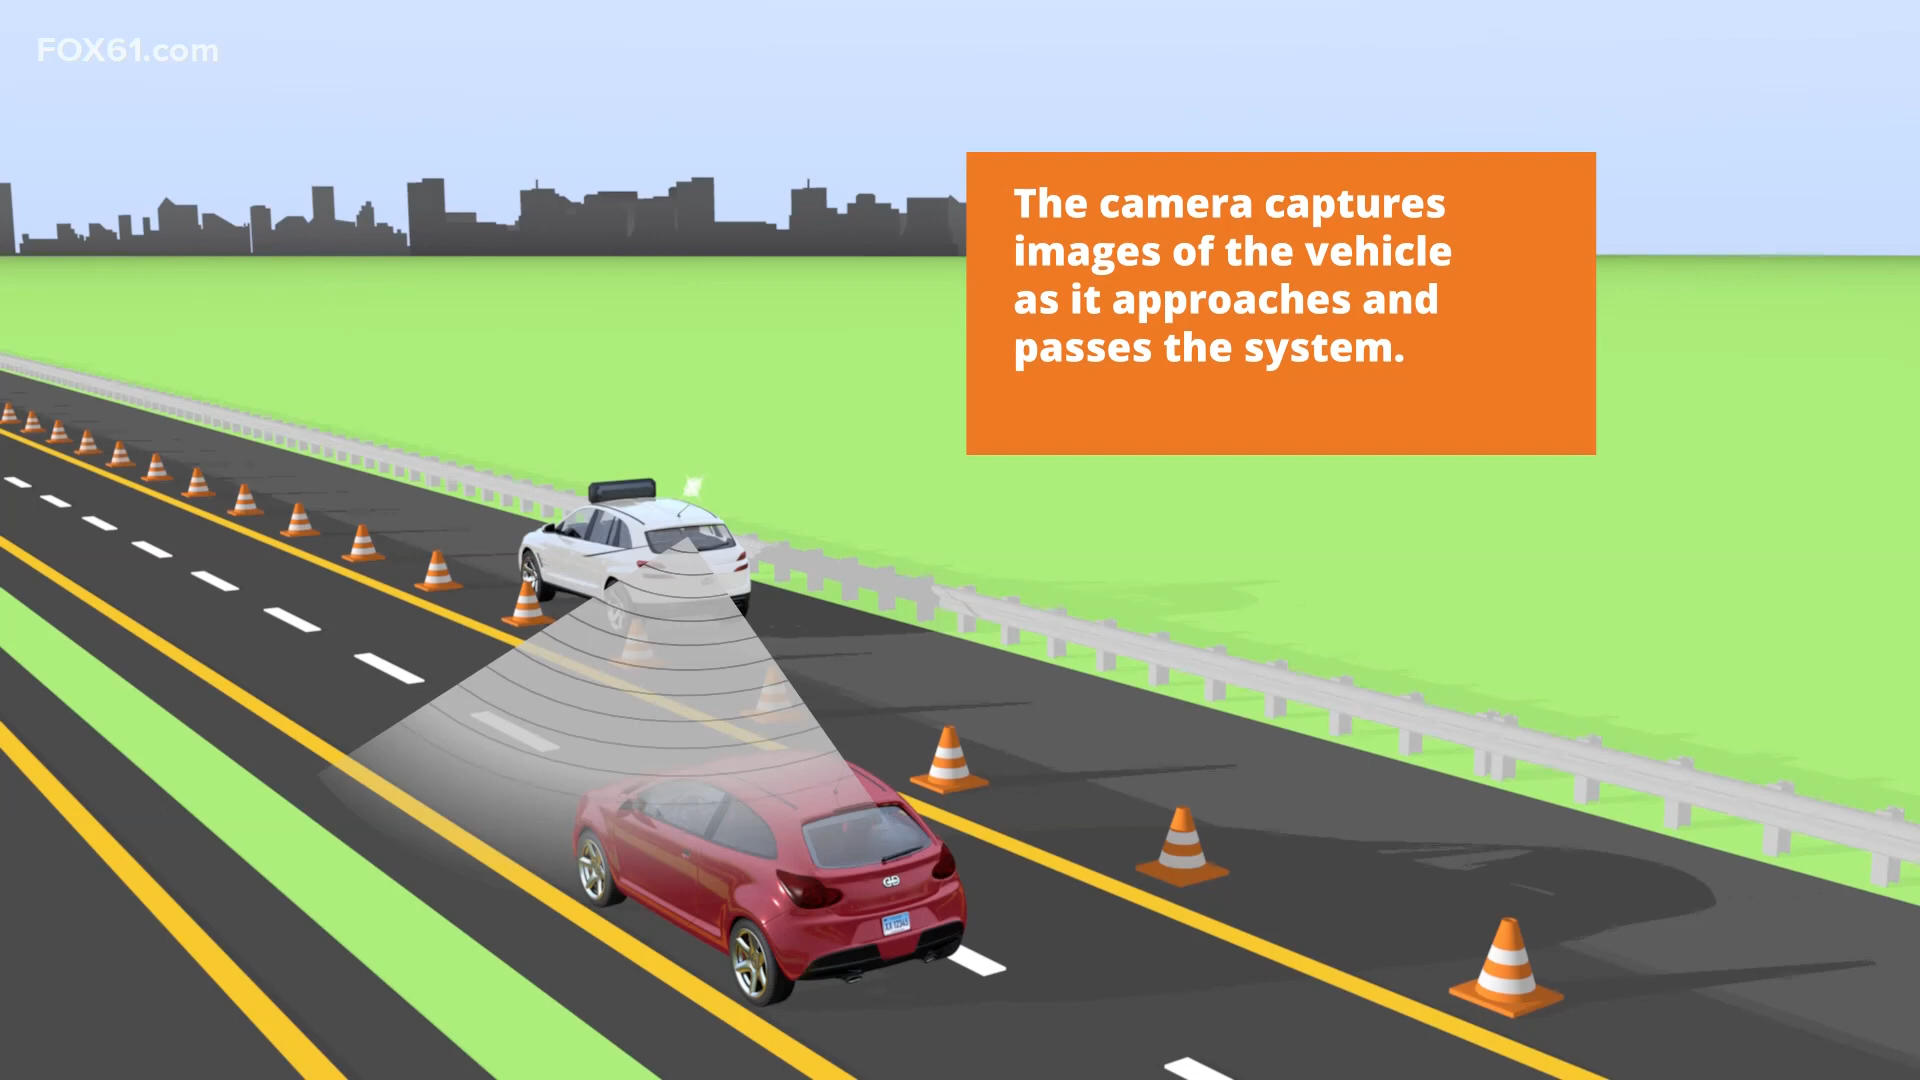 FOX61.com
The camera captures
images of the vehicle
as it approaches and
passes the system.